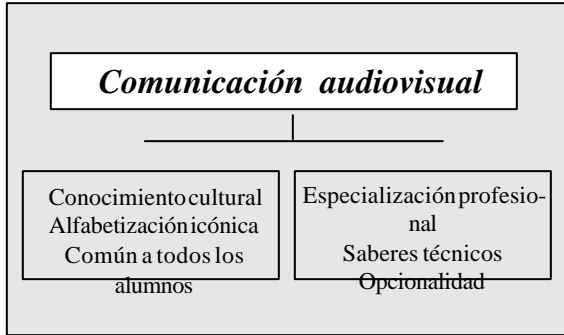 Comunicación audiovisual
Conocimiento cultural
Alfabetización icónica
Común a todos los
alumnos
Especialización profesio-
nal
Saberes técnicos
Opcionalidad